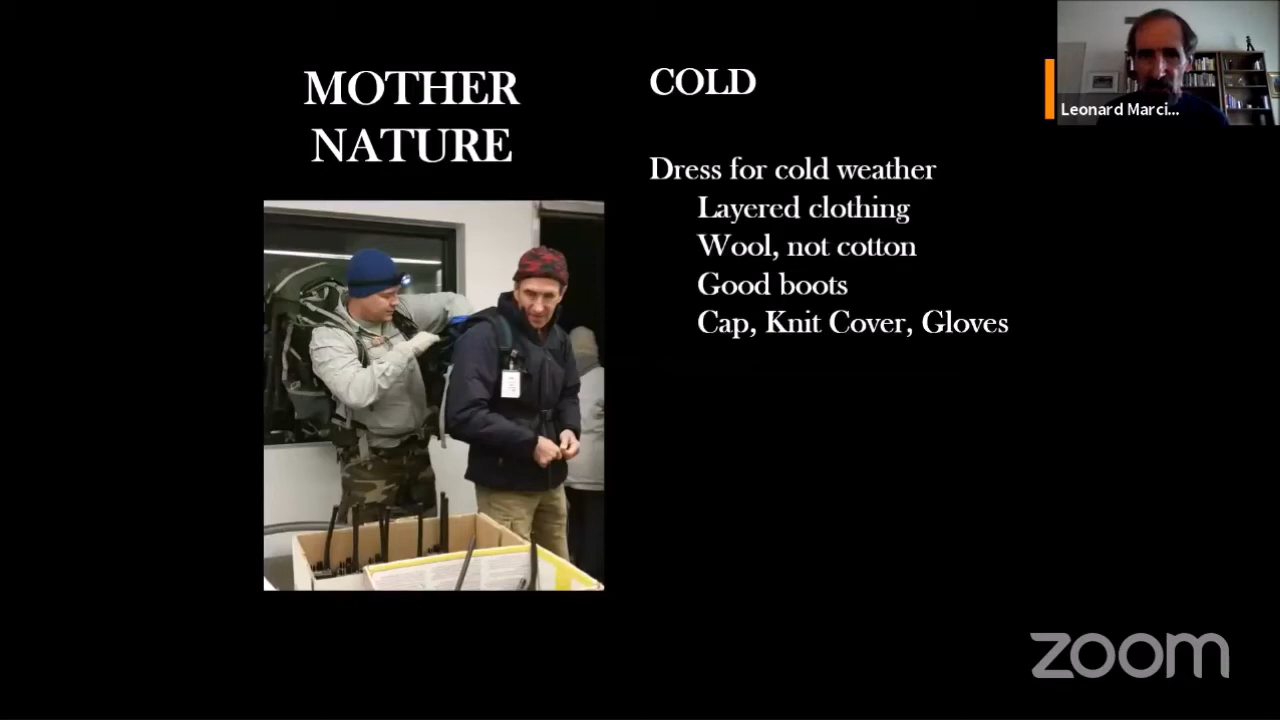 MOTHER
NATURE
COLD
Dress for cold weather
Layered clothing
Wool, not cotton
Good boots
Cap, Knit Cover, Gloves
Leonard Marci...
zoom